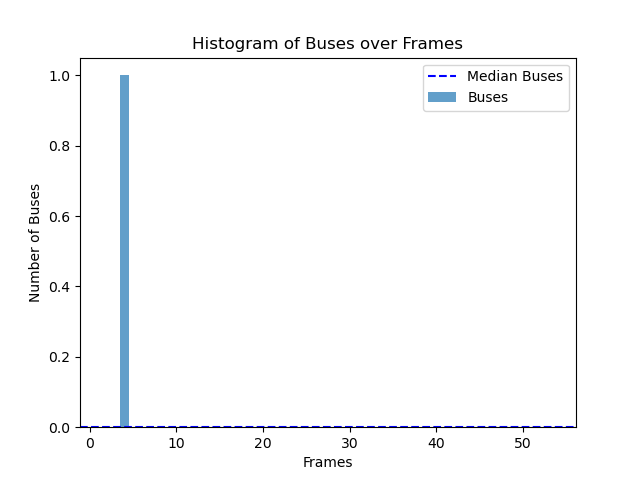 Histogram of Buses over Frames
Median Buses
Buses
Number of Buses
1.0
0.8
0.6
0.4
0.2
0.0
0 10 20 30 40 50
Frames